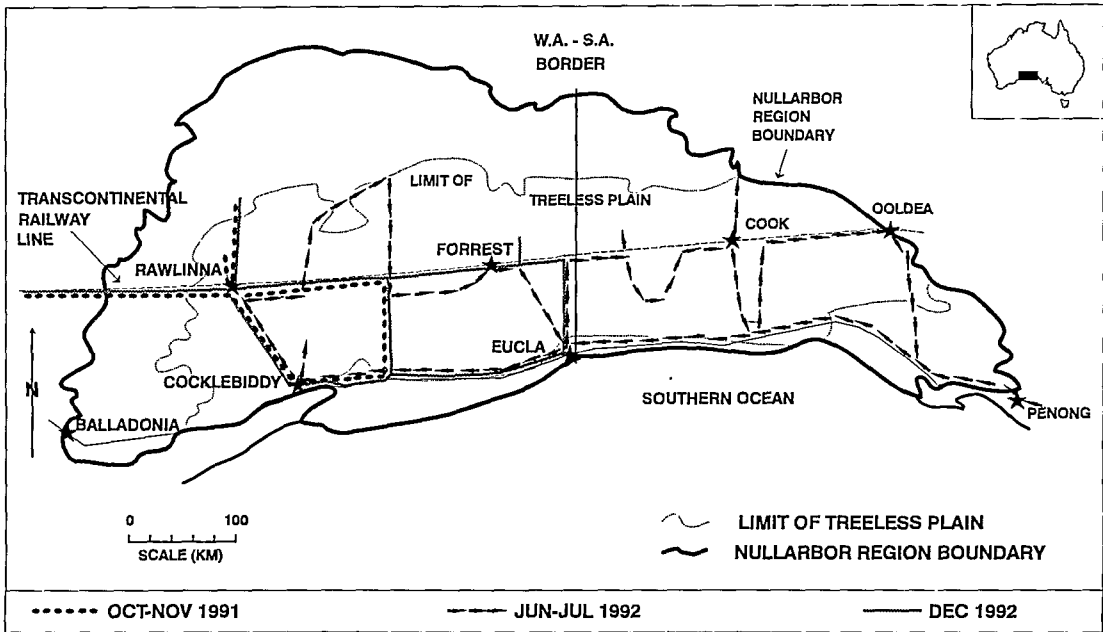 W.A. - S.A.
BORDER
NULLARBOR
REGION
BOUNDARY
TRANSCONTINENTAL
RAILWAY
LINE
LIMIT OF
TREELESS PLAIN
OOLDEA
COOK
FORREST
RAWLINNA
EUCLA
COCKLEBIDDY
N
SOUTHERN OCEAN
BALLADONIA
PENONG
0 100
SCALE (KM)
LIMIT OF TREELESS PLAIN
NULLARBOR REGION BOUNDARY
OCT-NOV 1991 JUN-JUL 1992 DEC 1992